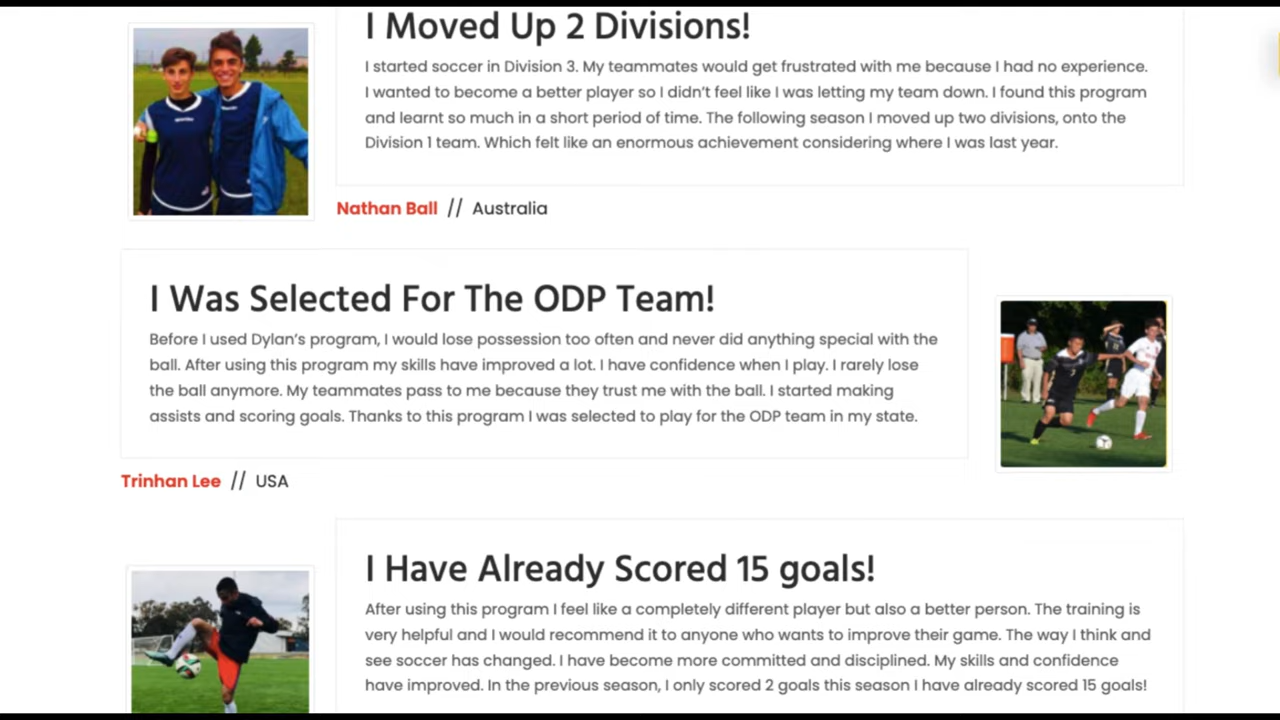 I Moved Up 2 Divisions!
I started soccer in Division 3. My teammates would get frustrated with me because I had no experience.
I wanted to become a better player so I didn't feel like I was letting my team down. I found this program
and learnt so much in a short period of time. The following season I moved up two divisions, onto the
Division 1 team. Which felt like an enormous achievement considering where I was last year.
Nathan Ball // Australia
I Was Selected For The ODP Team!
Before I used Dylan's program, I would lose possession too often and never did anything special with the
ball. After using this program my skills have improved a lot. I have confidence when I play. I rarely lose
the ball anymore. My teammates pass to me because they trust me with the ball. I started making
assists and scoring goals. Thanks to this program I was selected to play for the ODP team in my state.
Trinhan Lee // USA
I Have Already Scored 15 goals!
After using this program I feel like a completely different player but also a better person. The training is
very helpful and I would recommend it to anyone who wants to improve their game. The way I think and
see soccer has changed. I have become more committed and disciplined. My skills and confidence
have improved. In the previous season, I only scored 2 goals this season I have already scored 15 goals!